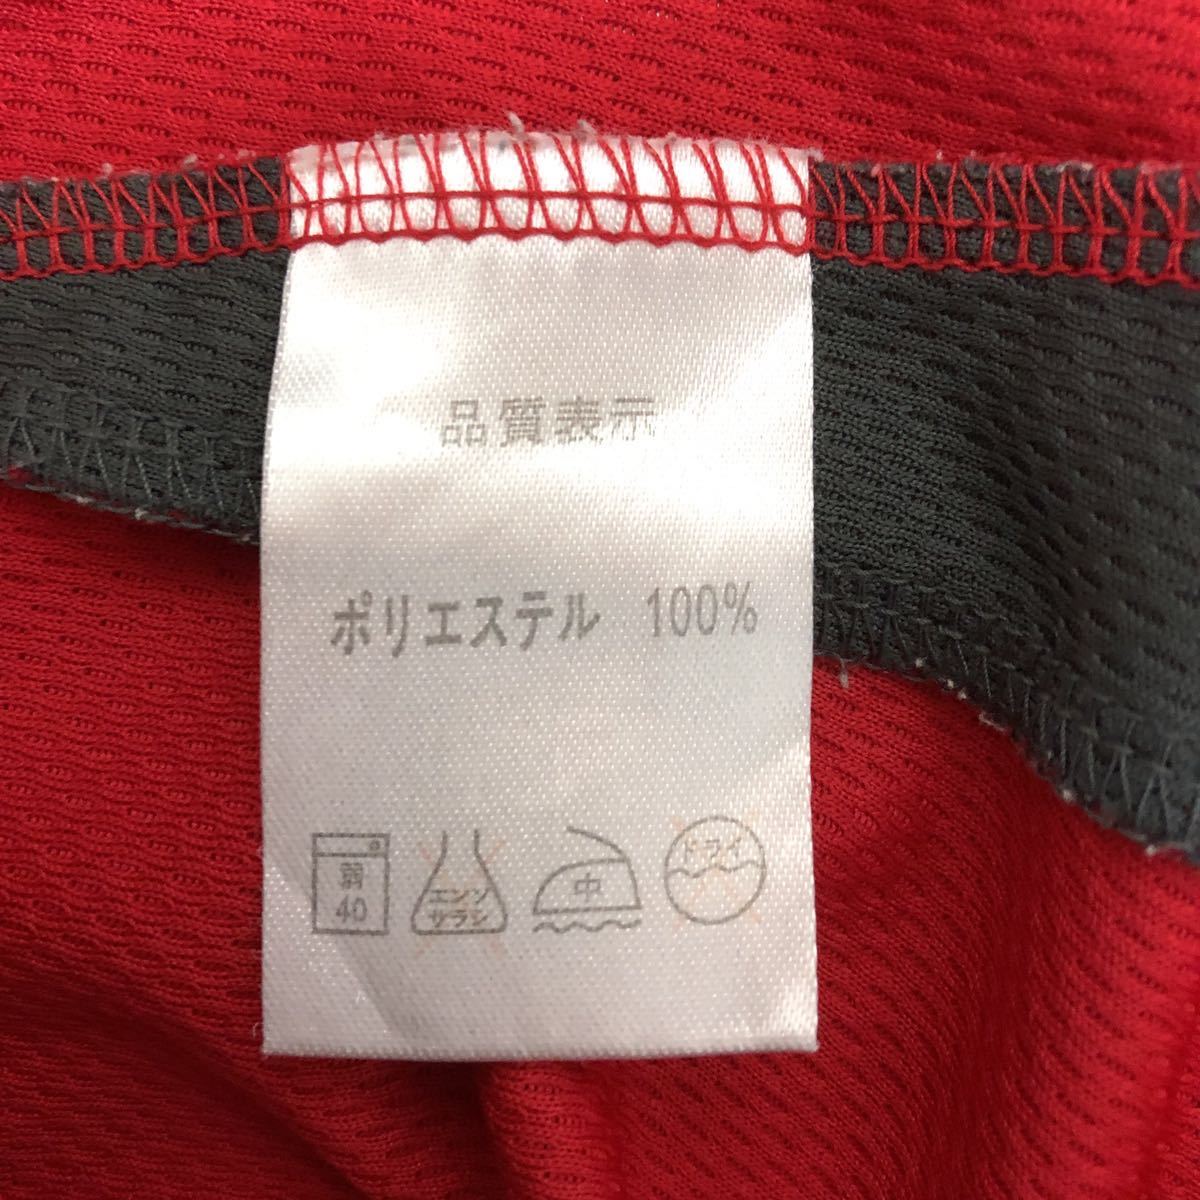 品質表示
ポリエステル 100%
弱
40
エンソ
サラシ
中
ドライ